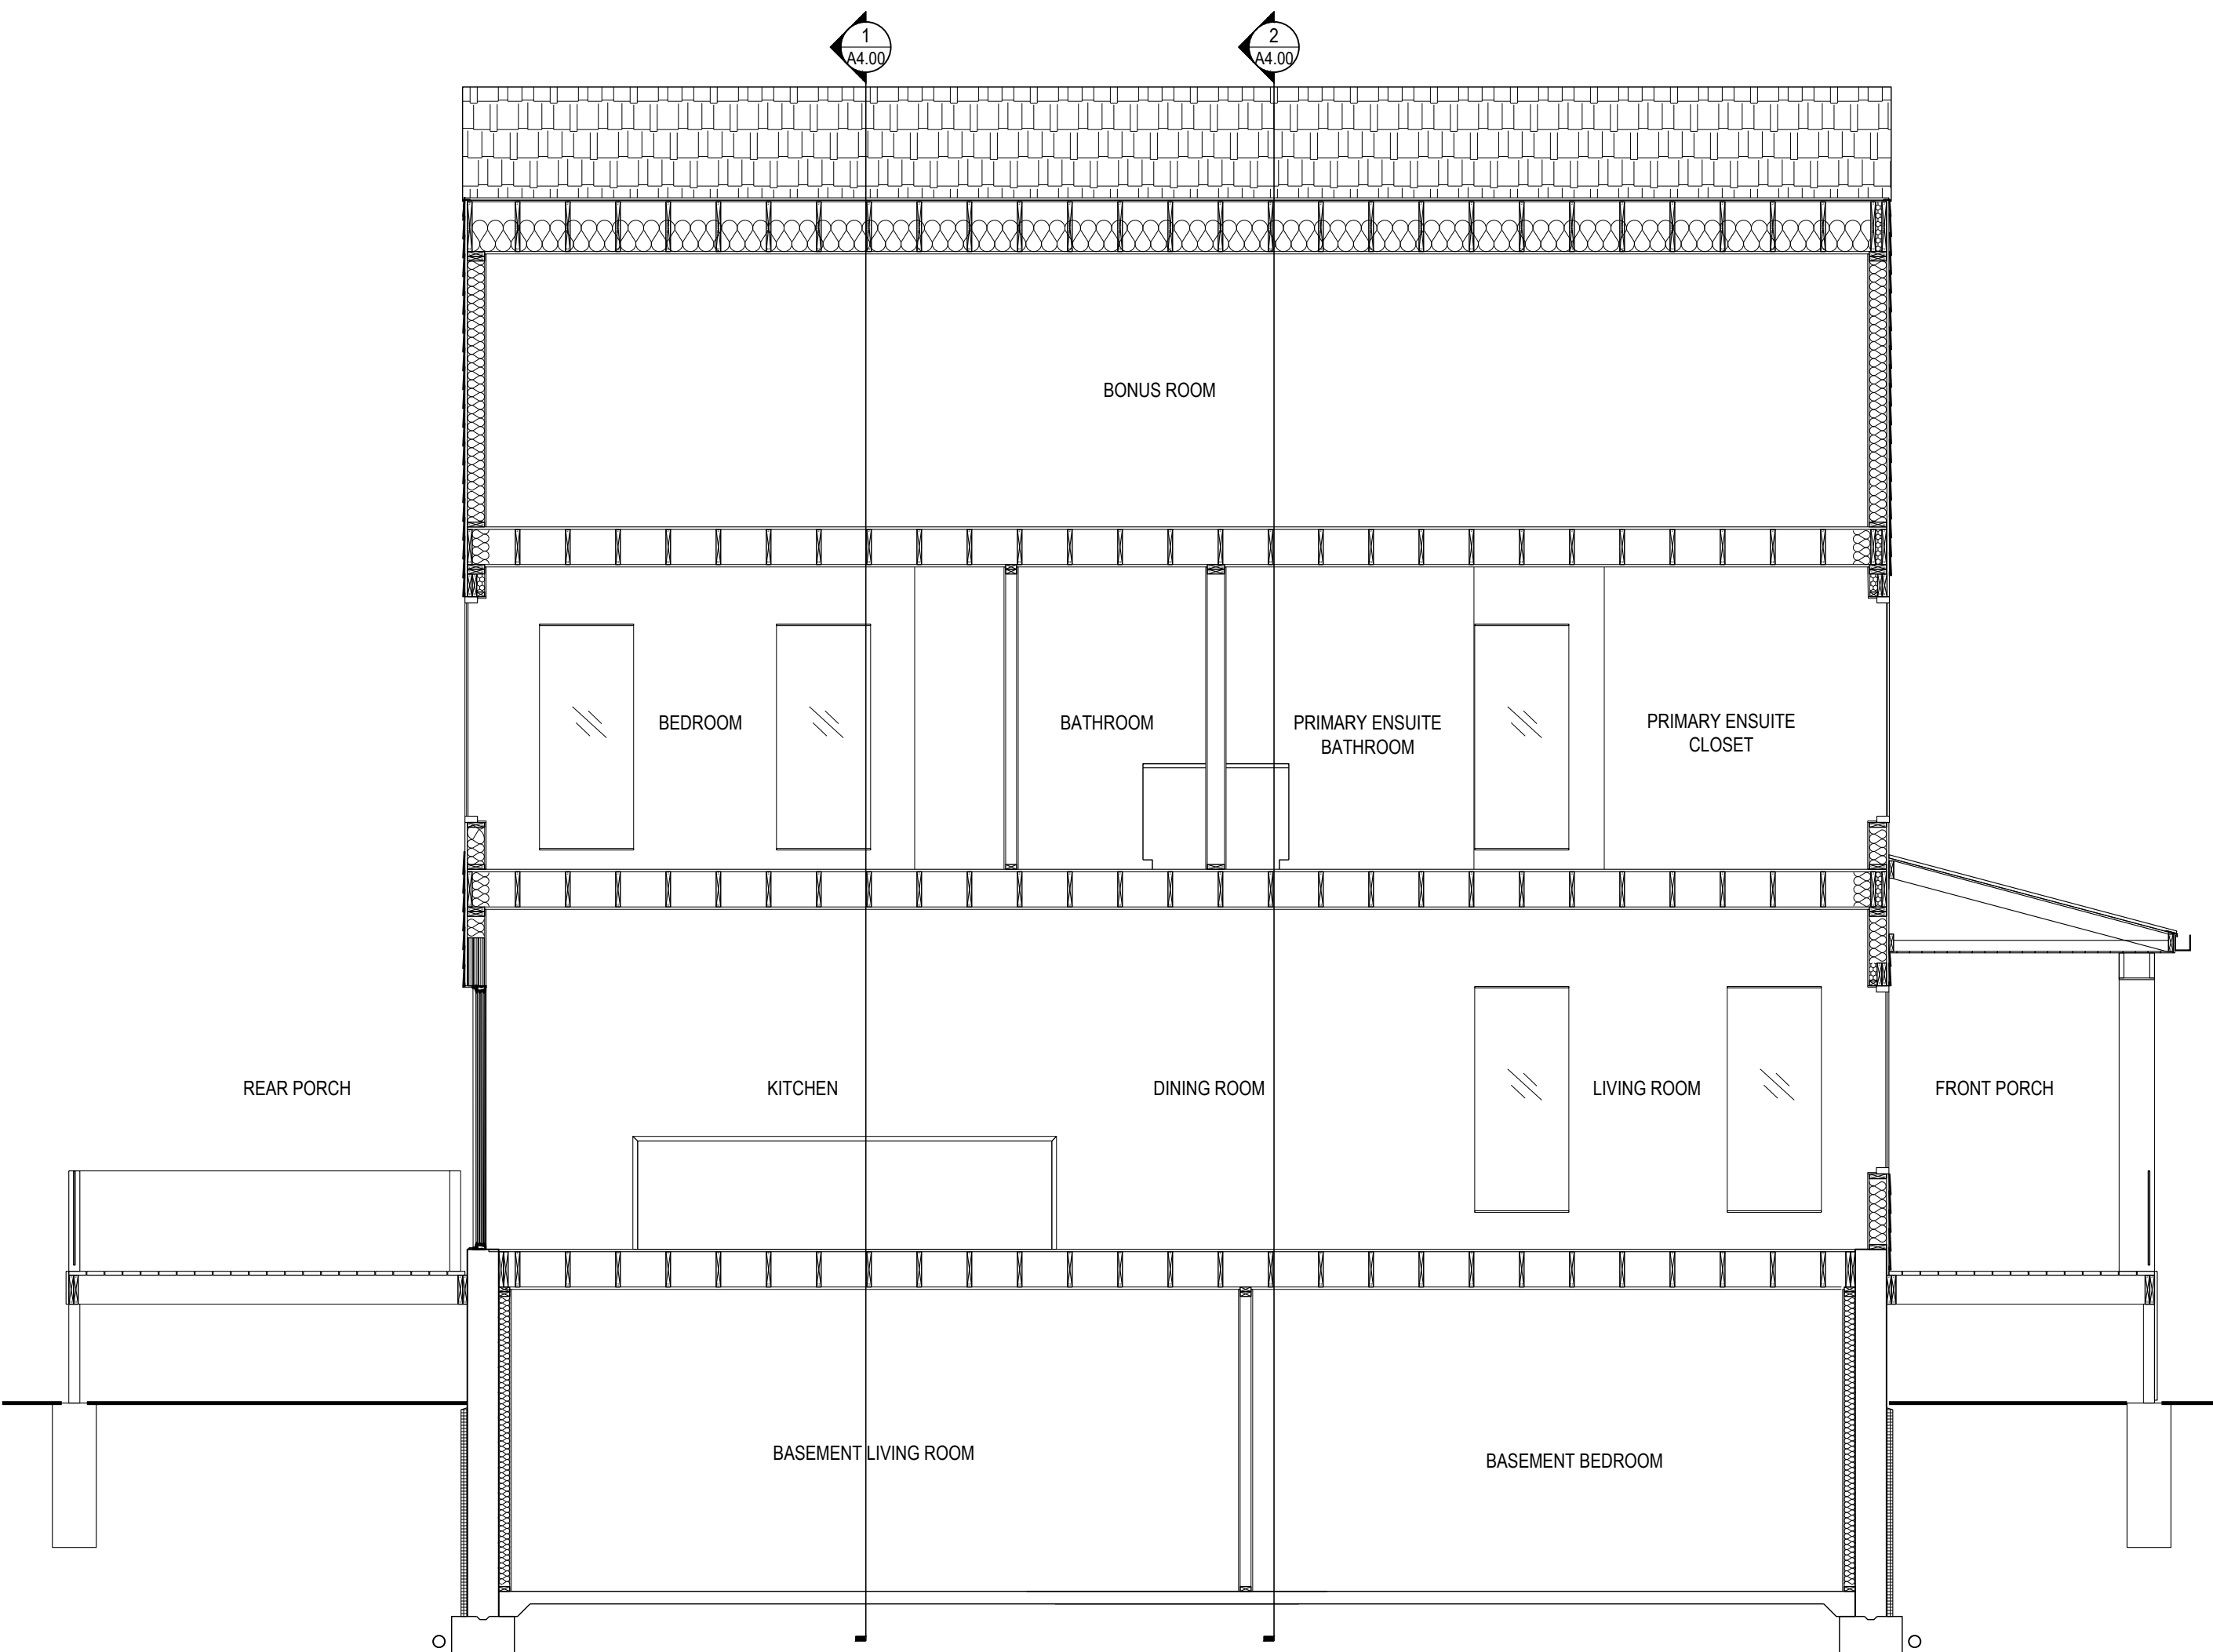 1
A4.00
2
A4.00
BONUS ROOM
BEDROOM
BATHROOM
PRIMARY ENSUITE
BATHROOM
PRIMARY ENSUITE
CLOSET
REAR PORCH
KITCHEN
DINING ROOM
LIVING ROOM
FRONT PORCH
BASEMENT LIVING ROOM
BASEMENT BEDROOM